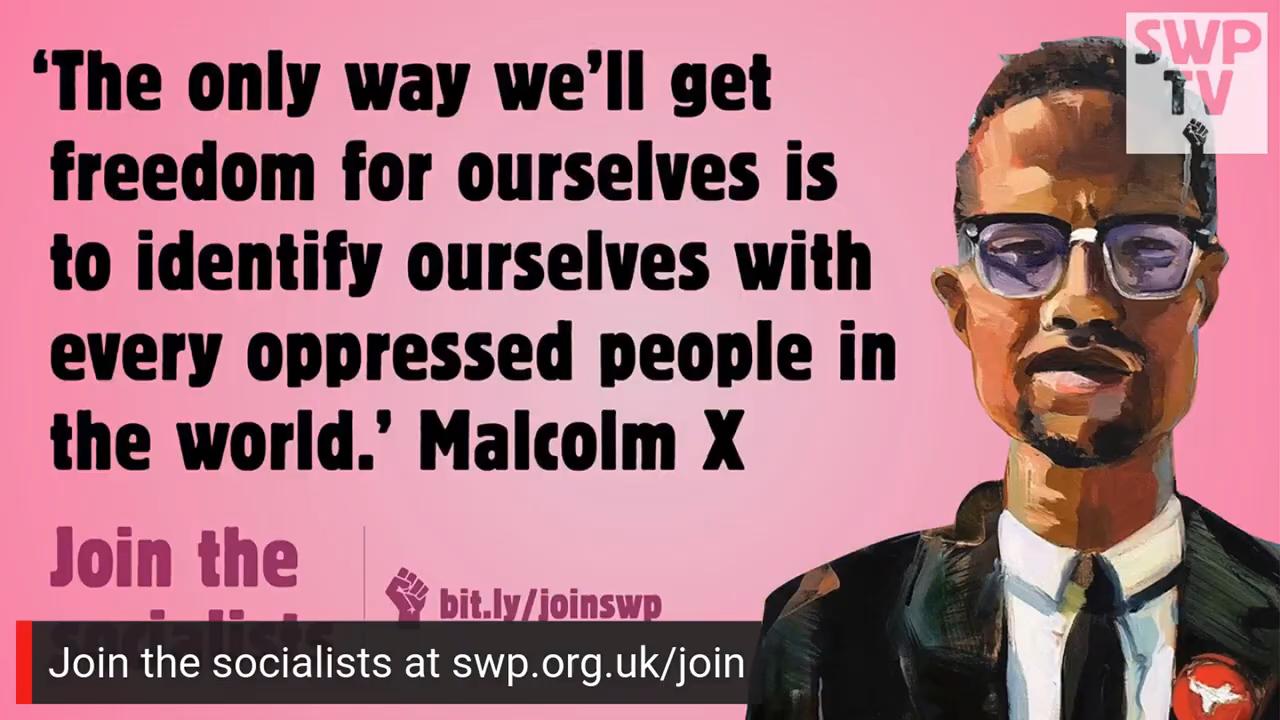 ‘The only way we’ll get
freedom for ourselves is
to identify ourselves with
every oppressed people in
the world.’ Malcolm X
SWP
TV
Join the
socialists
bit.ly/joinswp
Join the socialists at swp.org.uk/join